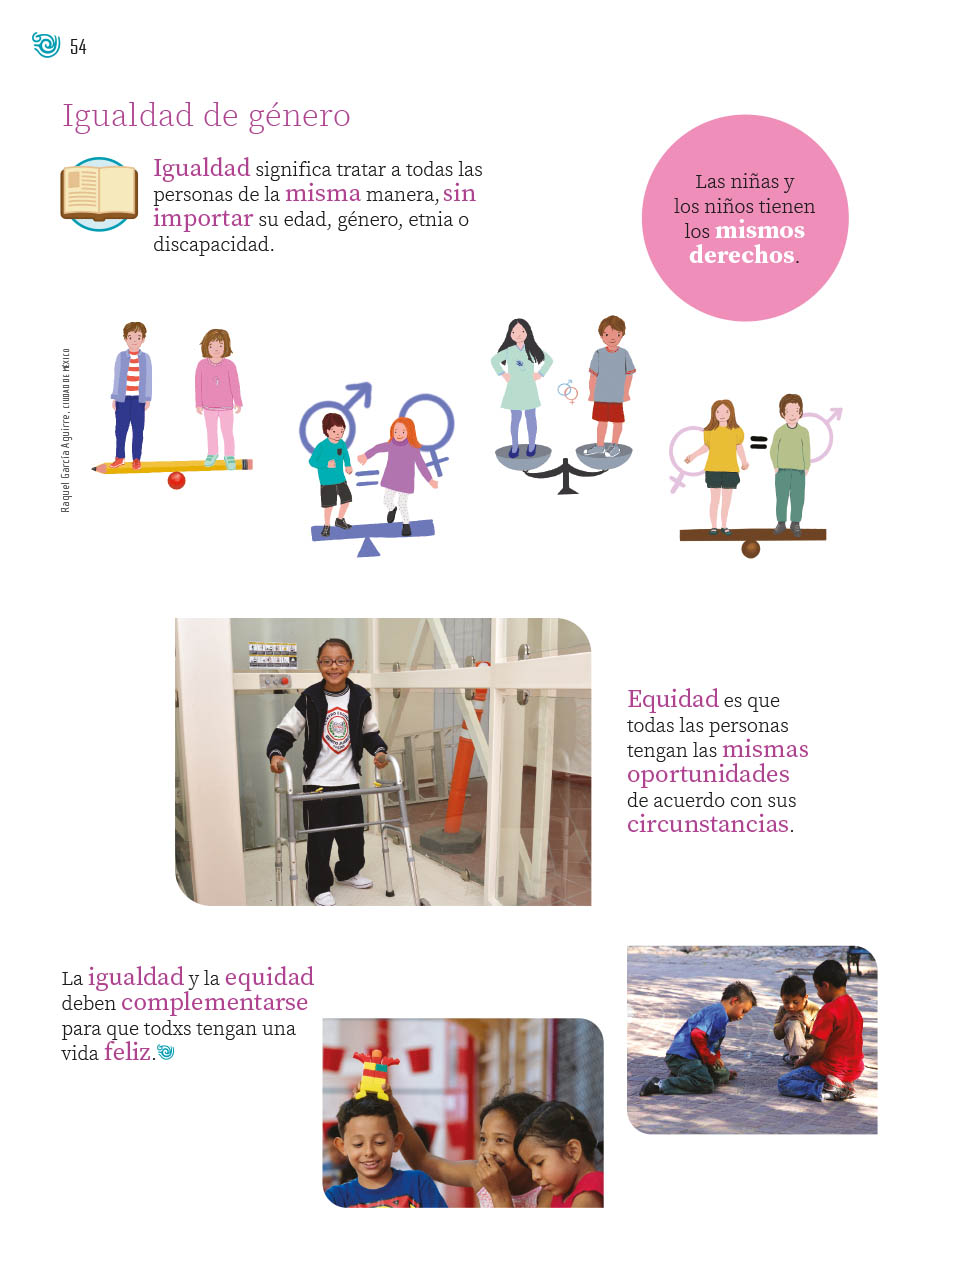 54
Igualdad de género
Igualdad significa tratar a todas las
personas de la misma manera, sin
importar su edad, género, etnia o
discapacidad.
Las niñas y
los niños tienen
los mismos
derechos.
Raquel García Aguirre, CIUDAD DE MÉXICO
Equidad es que
todas las personas
tengan las mismas
oportunidades
de acuerdo con sus
circunstancias.
La igualdad y la equidad
deben complementarse
para que todxs tengan una
vida feliz.